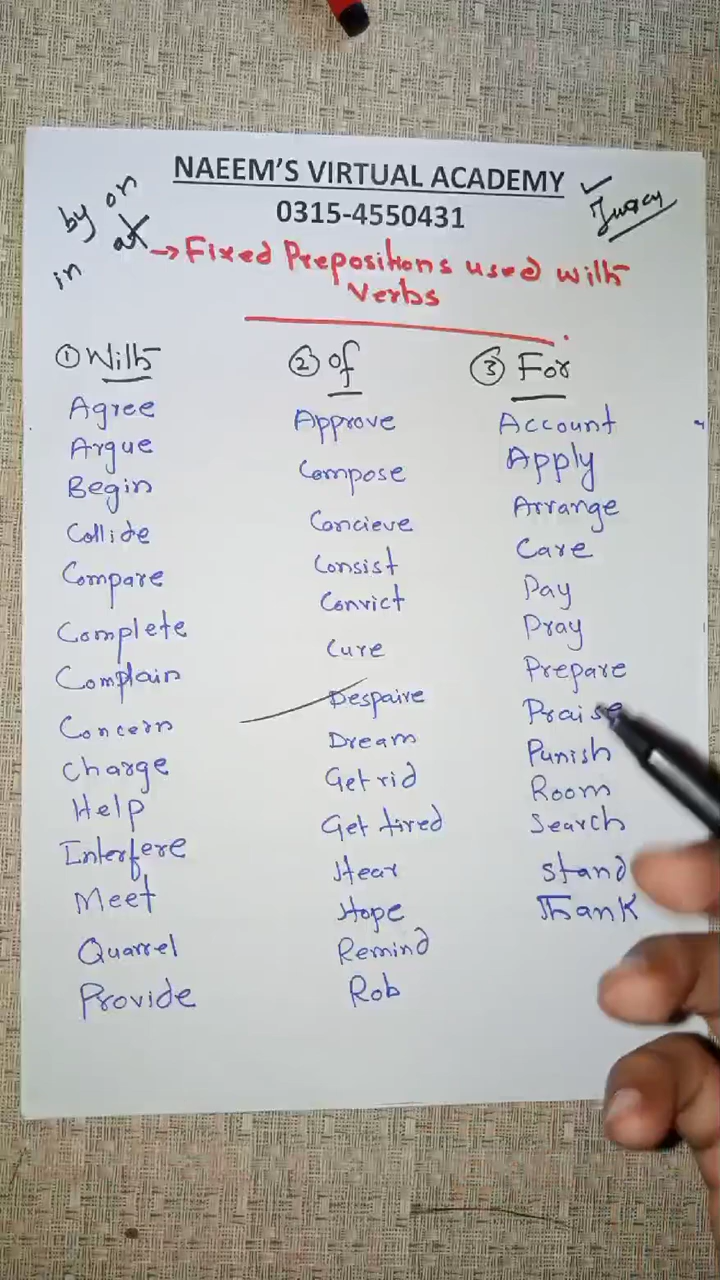 NAEEM'S VIRTUAL ACADEMY
0315-4550431
by on
in at
→ Fixed Prepositions used with
Verbs
① With
Agree
Argue
Begin
Collide
Compare
Complete
Complain
Concern
Charge
Help
Interfere
Meet
Quarrel
Provide
② of
Approve
Compose
Concieve
Consist
Convict
Cure
Despaire
Dream
Get rid
Get tired
Hear
Hope
Remind
Rob
③ For
Account
Apply
Arrange
Care
Pay
Pray
Prepare
Praise
Punish
Room
Search
Stand
Thank